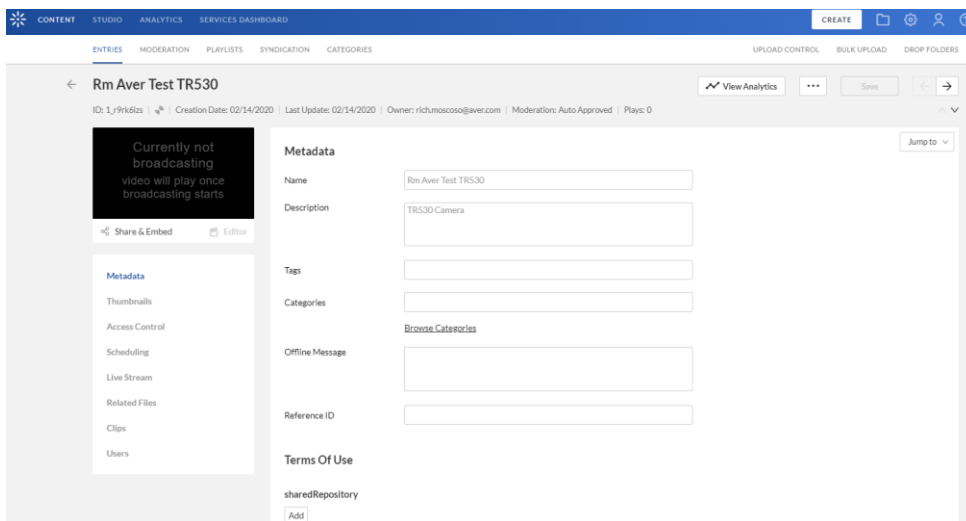 CONTENT STUDIO ANALYTICS SERVICES DASHBOARD CREATE
ENTRIES MODERATION PLAYLISTS SYNDICATION CATEGORIES UPLOAD CONTROL BULK UPLOAD DROP FOLDERS
Rm Aver Test TR530 View Analytics ••• Save
ID: 1_r9rk6izs | Creation Date: 02/14/2020 | Last Update: 02/14/2020 | Owner: rich.moscoso@aver.com | Moderation: Auto Approved | Plays: 0
Jump to
Currently not
broadcasting
video will play once
broadcasting starts
Share & Embed Editor
Metadata
Thumbnails
Access Control
Scheduling
Live Stream
Related Files
Clips
Users
Metadata
Name Rm Aver Test TR530
Description TR530 Camera
Tags
Categories
Browse Categories
Offline Message
Reference ID
Terms Of Use
sharedRepository
Add